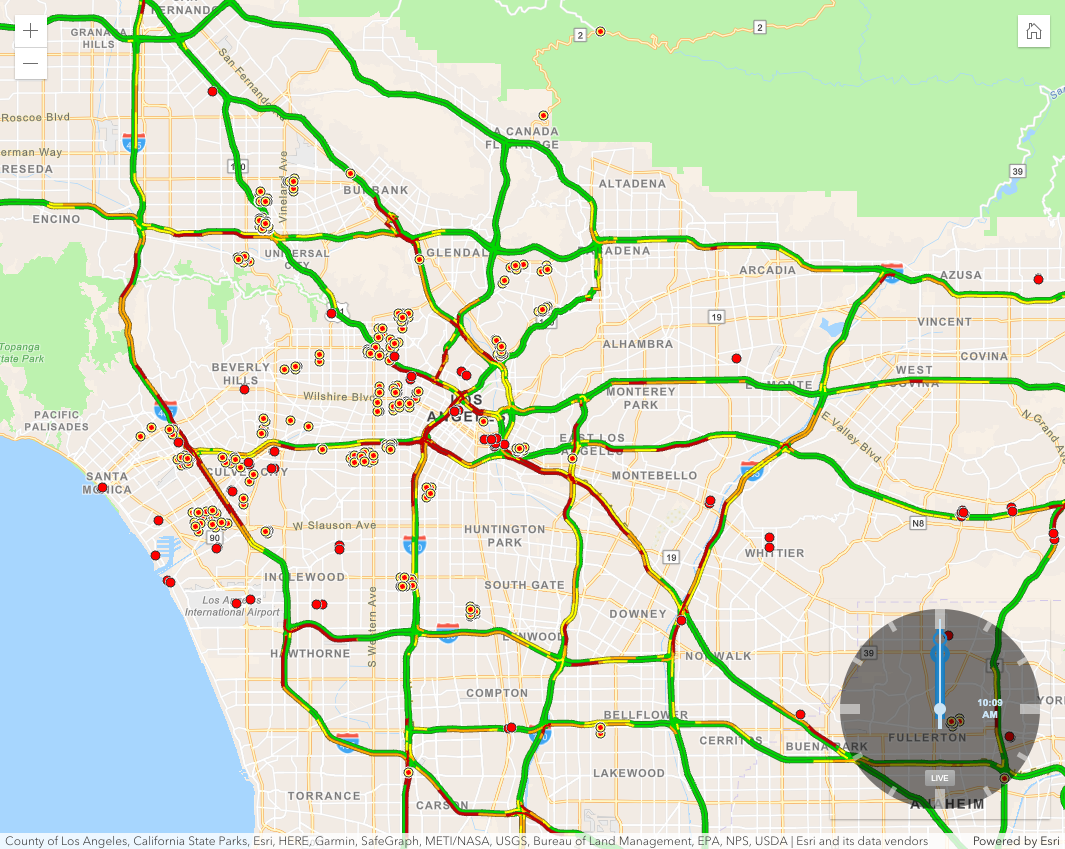 SAN
FERNANDO
GRANADA
HILLS
2
2
San Fernando Rd
Roscoe Blvd
Sherman Way
RESEDA
LA CANADA
FLINTRIDGE
170
39
Vineland Ave
BURBANK
ALTADENA
ENCINO
UNIVERSAL
CITY
GLENDALE
PASADENA
ARCADIA
AZUSA
Topanga
State Park
19
VINCENT
ALHAMBRA
COVINA
BEVERLY
HILLS
WEST
COVINA
EL MONTE
Wilshire Blvd
LOS
ANGELES
MONTEREY
PARK
PACIFIC
PALISADES
E Valley Blvd
N Grand Ave
EAST LOS
ANGELES
SANTA
MONICA
CULVER CITY
MONTEBELLO
W Slauson Ave
90
HUNTINGTON
PARK
N8
19
WHITTIER
INGLEWOOD
SOUTH GATE
Los Angeles
International Airport
S Western Ave
DOWNEY
HAWTHORNE
LYNWOOD
39
NORWALK
COMPTON
10:09
AM
BELLFLOWER
CERRITOS
BUENA PARK
FULLERTON
LAKEWOOD
LIVE
TORRANCE
CARSON
ANAHEIM
County of Los Angeles, California State Parks, Esri, HERE, Garmin, SafeGraph, METI/NASA, USGS, Bureau of Land Management, EPA, NPS, USDA | Esri and its data vendors
Powered by Esri